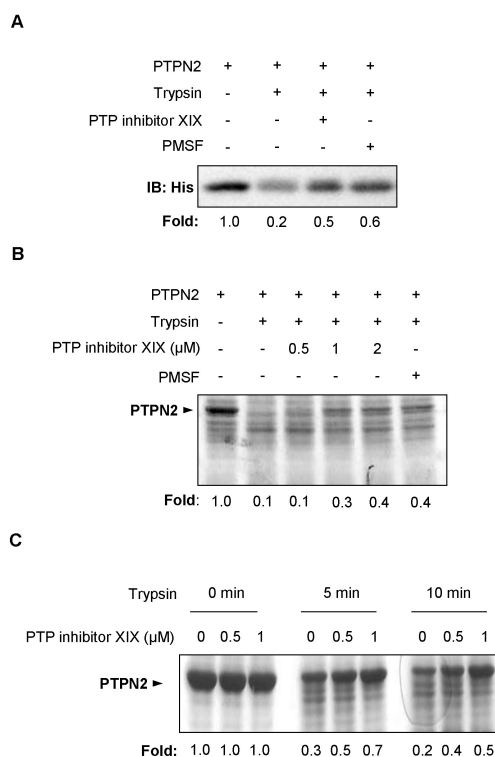 A
PTPN2 + + + +
Trypsin - + + +
PTP inhibitor XIX - - + -
PMSF - - - +
IB: His
Fold: 1.0 0.2 0.5 0.6
B
PTPN2 + + + + + +
Trypsin - + + + + +
PTP inhibitor XIX (μM) - - 0.5 1 2 -
PMSF - - - - - +
PTPN2 ►
Fold: 1.0 0.1 0.1 0.3 0.4 0.4
C
Trypsin 0 min 5 min 10 min
PTP inhibitor XIX (μM) 0 0.5 1 0 0.5 1 0 0.5 1
PTPN2 ►
Fold: 1.0 1.0 1.0 0.3 0.5 0.7 0.2 0.4 0.5